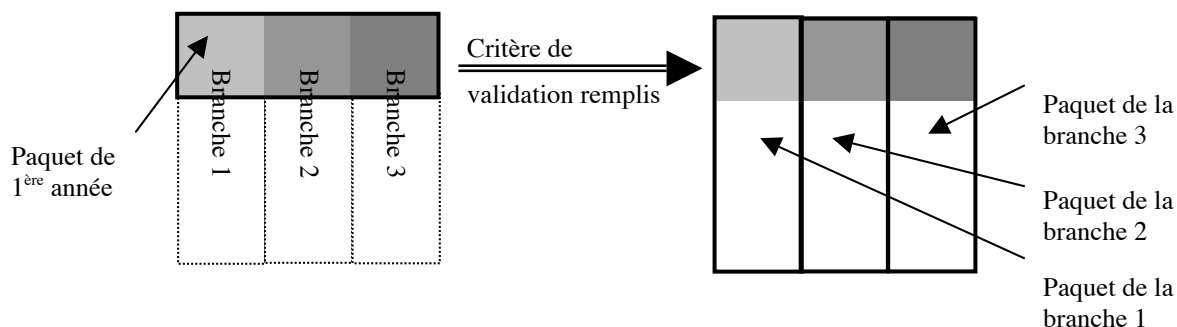 Paquet de
1ère année
Branche 1
Branche 2
Branche 3
Critère de
validation remplis
Paquet de la
branche 3
Paquet de la
branche 2
Paquet de la
branche 1